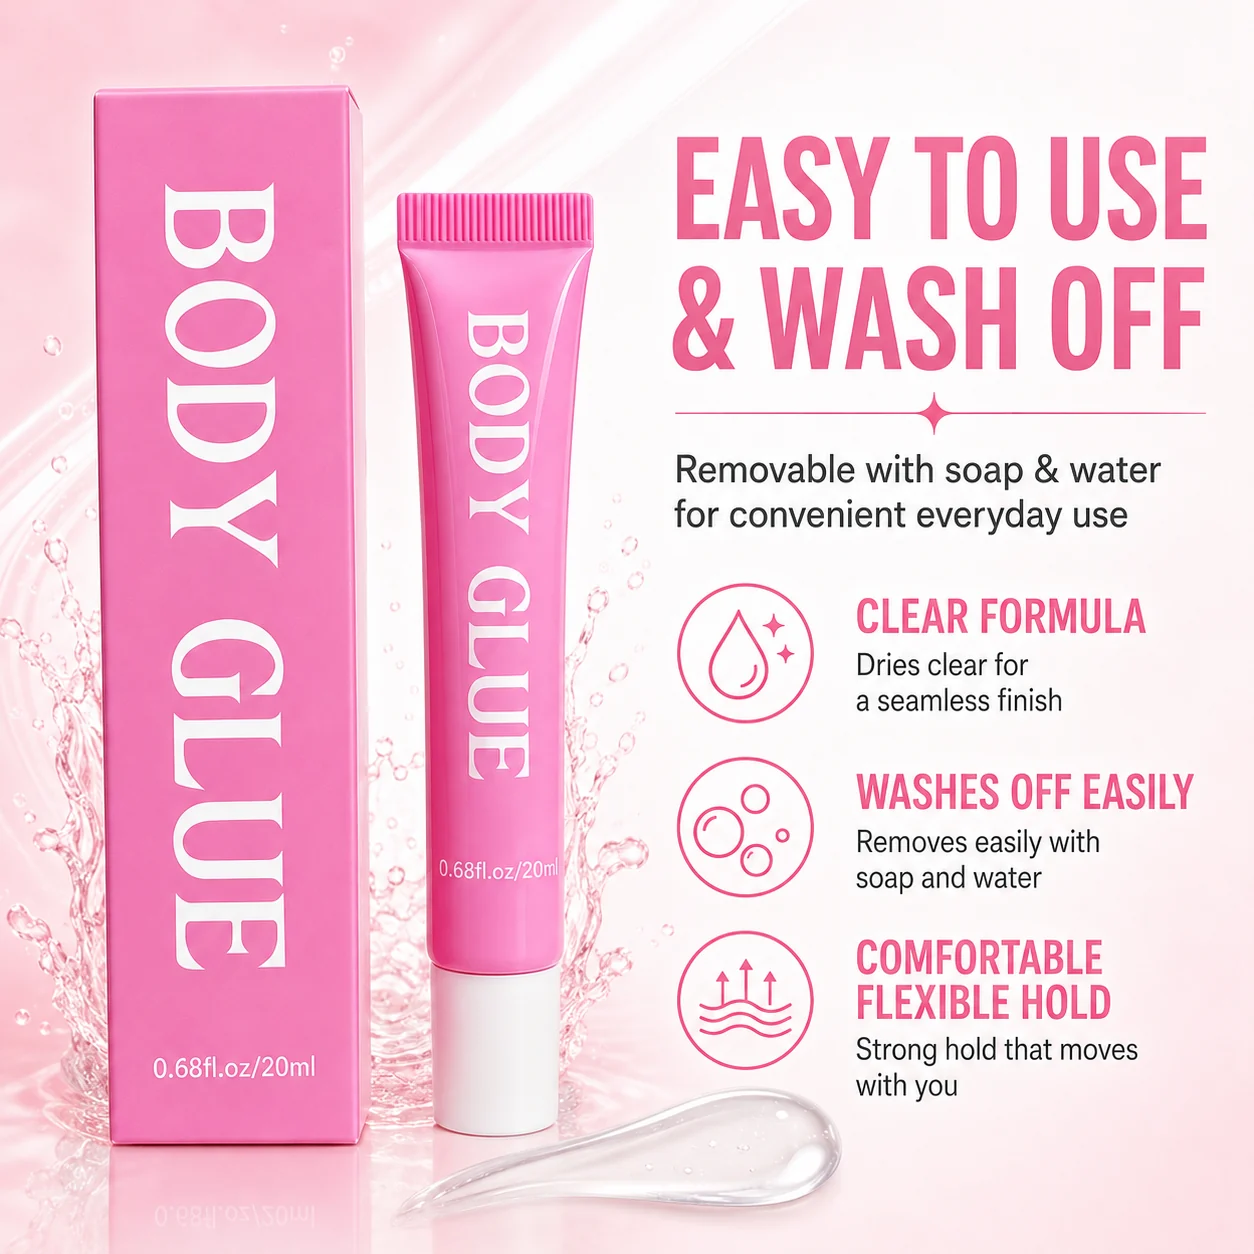 BODY GLUE
0.68fl.oz/20ml
BODY GLUE
0.68fl.oz/20ml
EASY TO USE
& WASH OFF
Removable with soap & water
for convenient everyday use
CLEAR FORMULA
Dries clear for
a seamless finish
WASHES OFF EASILY
Removes easily with
soap and water
COMFORTABLE
FLEXIBLE HOLD
Strong hold that moves
with you